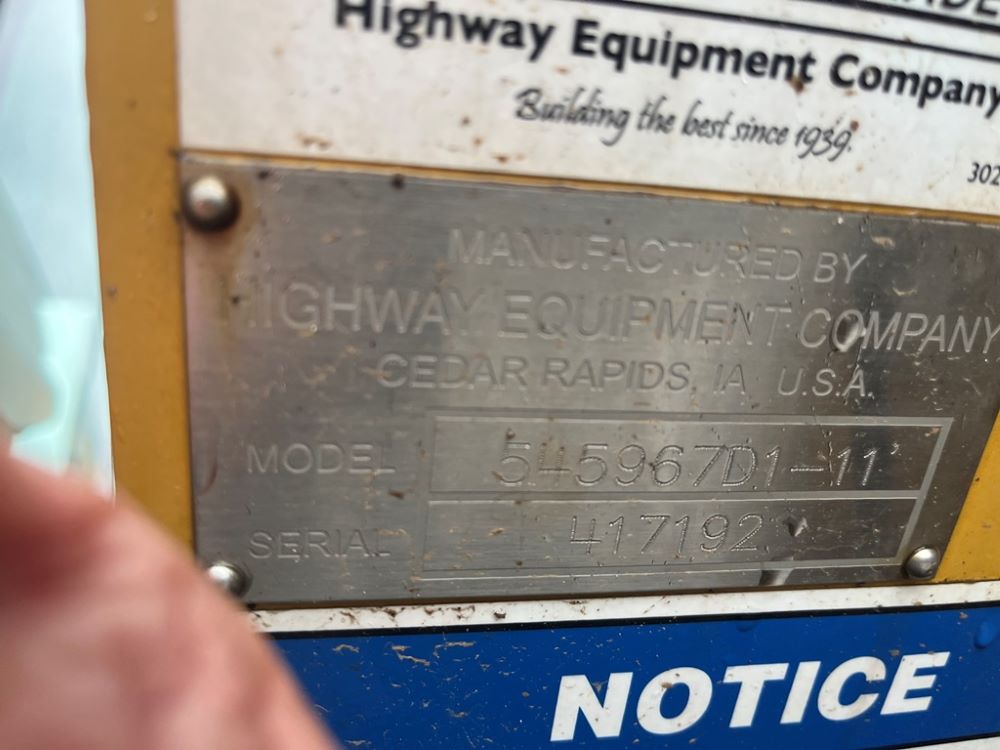 Highway Equipment Company
Building the best since 1939.
302
MANUFACTURED BY
HIGHWAY EQUIPMENT COMPANY
CEDAR RAPIDS, IA U.S.A.
MODEL 545967D1-11'
SERIAL 417192
NOTICE